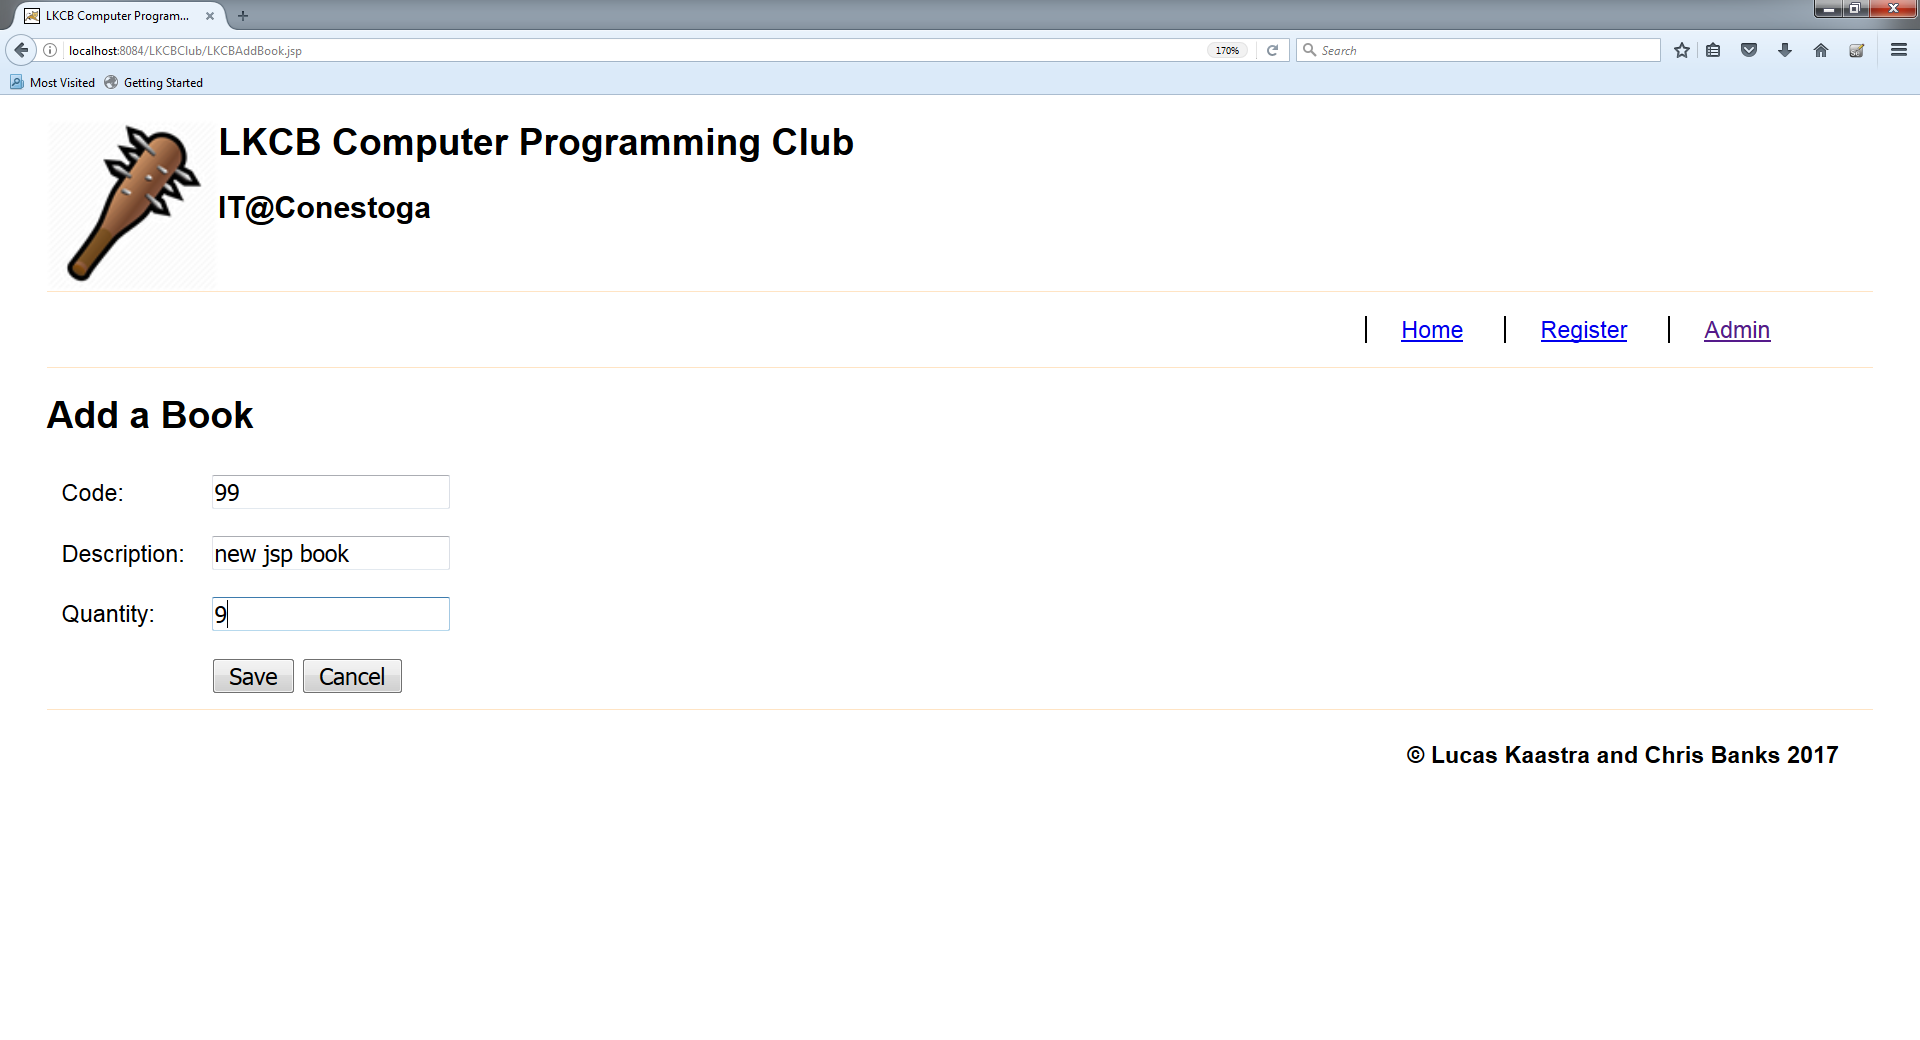 LKCB Computer Program...
localhost:8084/LKCBClub/LKCBAddBook.jsp
170%
Search
Most Visited
Getting Started
LKCB Computer Programming Club
IT@Conestoga
Home
Register
Admin
Add a Book
Code: 99
Description: new jsp book
Quantity: 9
Save Cancel
© Lucas Kaastra and Chris Banks 2017